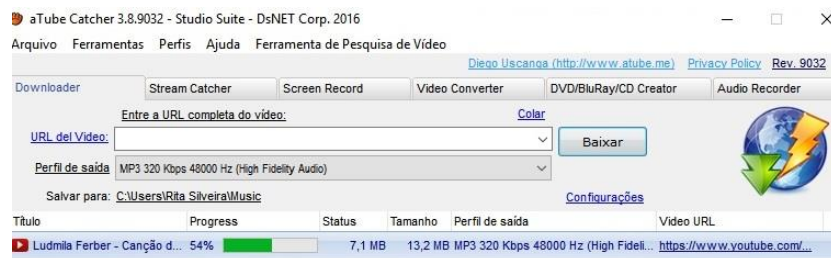 aTube Catcher 3.8.9032 - Studio Suite - DsNET Corp. 2016
Arquivo Ferramentas Perfis Ajuda Ferramenta de Pesquisa de Vídeo
Diego Uscanga (http://www.atube.me) Privacy Policy Rev. 9032
Downloader Stream Catcher Screen Record Video Converter DVD/BluRay/CD Creator Audio Recorder
Entre a URL completa do vídeo: Colar
URL del Video: Baixar
Perfil de saída MP3 320 Kbps 48000 Hz (High Fidelity Audio)
Salvar para: C:\Users\Rita Silveira\Music Configurações
Título Progress Status Tamanho Perfil de saída Video URL
Ludmila Ferber - Canção d... 54% 7,1 MB 13,2 MB MP3 320 Kbps 48000 Hz (High Fideli... https://www.youtube.com/...